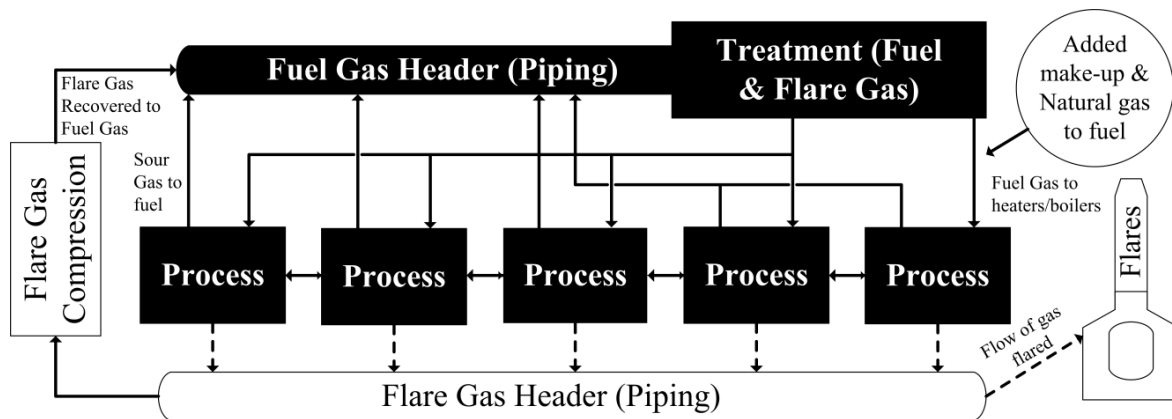 Fuel Gas Header (Piping)
Treatment (Fuel
& Flare Gas)
Added
make-up &
Natural gas
to fuel
Flare Gas
Recovered to
Fuel Gas
Sour
Gas to
fuel
Fuel Gas to
heaters/boilers
Flare Gas
Compression
Process
Process
Process
Process
Process
Flares
Flow of gas
flared
Flare Gas Header (Piping)